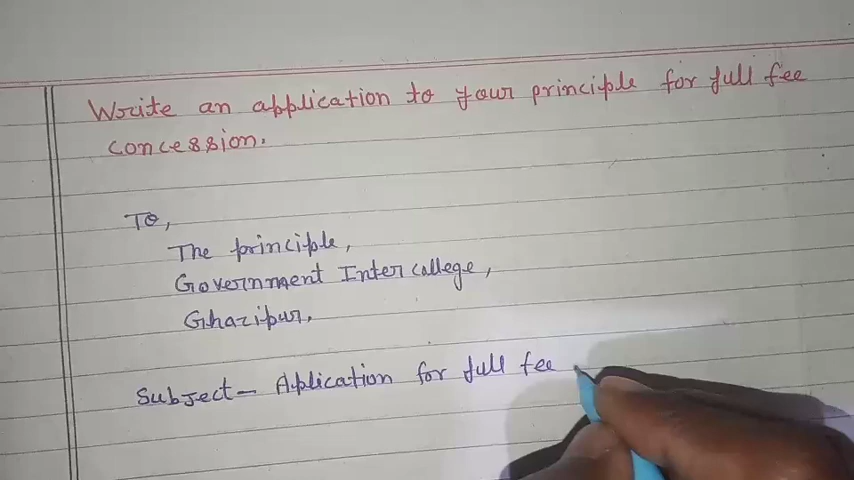 Write an application to your principle for full fee
concession.
To,
The principle,
Government Inter college,
Ghazipur.
Subject - Application for full fee